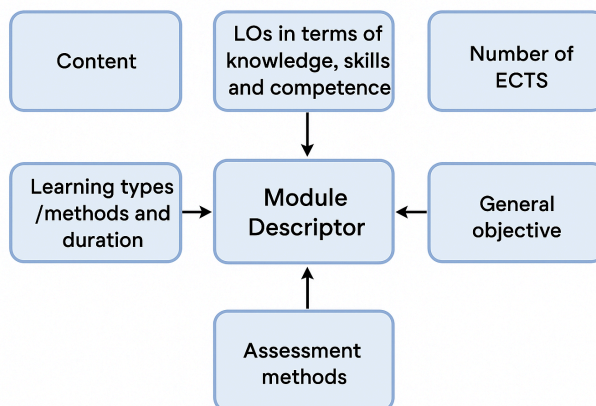 Content
LOs in terms of
knowledge, skills
and competence
Number of
ECTS
Learning types
/methods and
duration
Module
Descriptor
General
objective
Assessment
methods